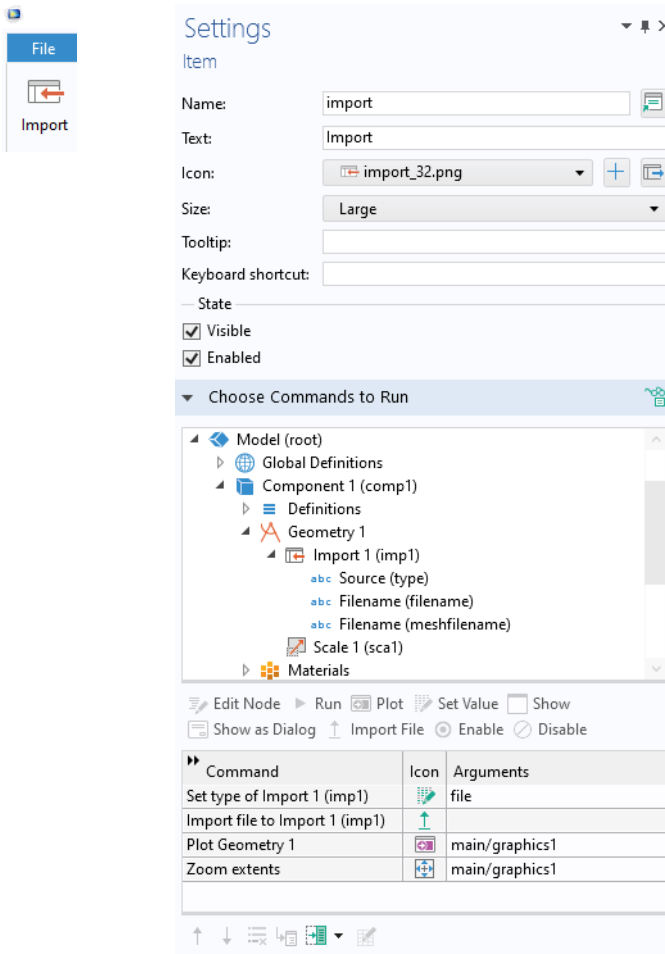 File
Import
Settings
Item
Name: import
Text: Import
Icon: import_32.png
Size: Large
Tooltip:
Keyboard shortcut:
State
Visible
Enabled
Choose Commands to Run
Model (root)
Global Definitions
Component 1 (comp1)
Definitions
Geometry 1
Import 1 (imp1)
abc Source (type)
abc Filename (filename)
abc Filename (meshfilename)
Scale 1 (sca1)
Materials
Edit Node Run Plot Set Value Show
Show as Dialog Import File Enable Disable
Command Icon Arguments
Set type of Import 1 (imp1) file
Import file to Import 1 (imp1)
Plot Geometry 1 main/graphics1
Zoom extents main/graphics1